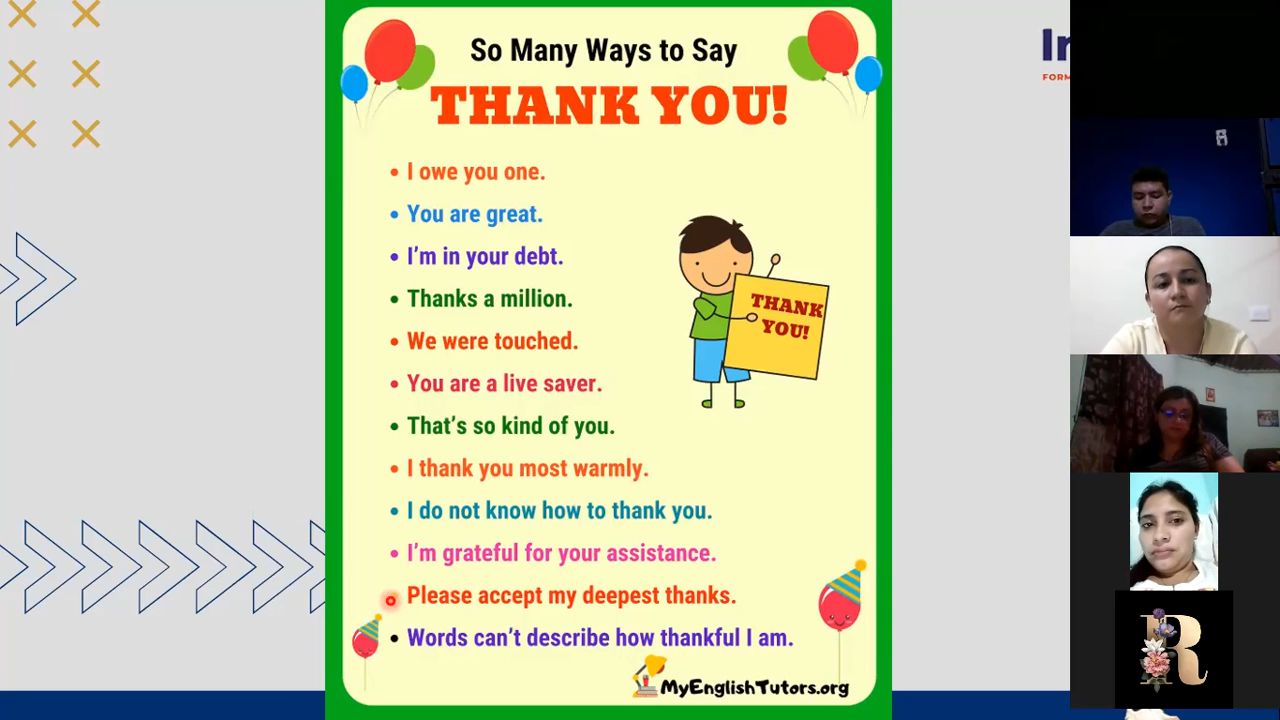 So Many Ways to Say
THANK YOU!
I owe you one.
You are great.
I'm in your debt.
Thanks a million.
We were touched.
You are a live saver.
That's so kind of you.
I thank you most warmly.
I do not know how to thank you.
I'm grateful for your assistance.
Please accept my deepest thanks.
Words can't describe how thankful I am.
THANK
YOU!
MyEnglishTutors.org
In
FORM
R